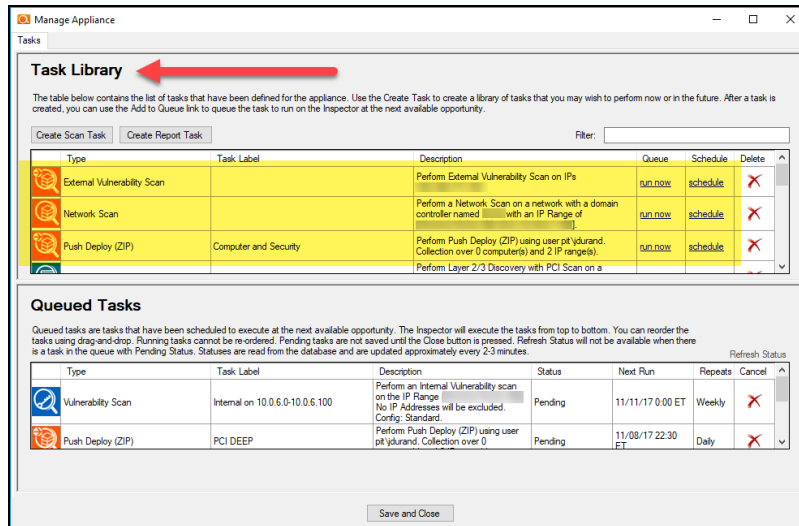 Manage Appliance
Tasks
Task Library
The table below contains the list of tasks that have been defined for the appliance. Use the Create Task to create a library of tasks that you may wish to perform now or in the future. After a task is
created, you can use the Add to Queue link to queue the task to run on the Inspector at the next available opportunity.
Create Scan Task Create Report Task Filter:
Type Task Label Description Queue Schedule Delete
External Vulnerability Scan Perform External Vulnerability Scan on IPs run now schedule
Network Scan Perform a Network Scan on a network with a domain
controller named with an IP Range of
]. run now schedule
Push Deploy (ZIP) Computer and Security Perform Push Deploy (ZIP) using user pit\jdurand.
Collection over 0 computer(s) and 2 IP range(s). run now schedule
Perform Layer 2/3 Discovery with PCI Scan on a
Queued Tasks
Queued tasks are tasks that have been scheduled to execute at the next available opportunity. The Inspector will execute the tasks from top to bottom. You can reorder the
tasks using drag-and-drop. Running tasks cannot be re-ordered. Pending tasks are not saved until the Close button is pressed. Refresh Status will not be available when there
is a task in the queue with Pending Status. Statuses are read from the database and are updated approximately every 2-3 minutes.
Refresh Status
Type Task Label Description Status Next Run Repeats Cancel
Vulnerability Scan Internal on 10.0.6.0-10.0.6.100 Perform an Internal Vulnerability scan
on the IP Range
No IP Addresses will be excluded.
Config: Standard. Pending 11/11/17 0:00 ET Weekly
Push Deploy (ZIP) PCI DEEP Perform Push Deploy (ZIP) using user
pit\jdurand. Collection over 0 Pending 11/08/17 22:30
ET Daily
Save and Close